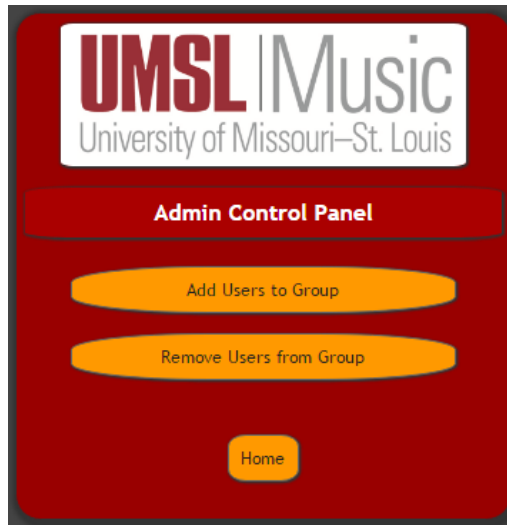 UMSL | Music
University of Missouri–St. Louis
Admin Control Panel
Add Users to Group
Remove Users from Group
Home